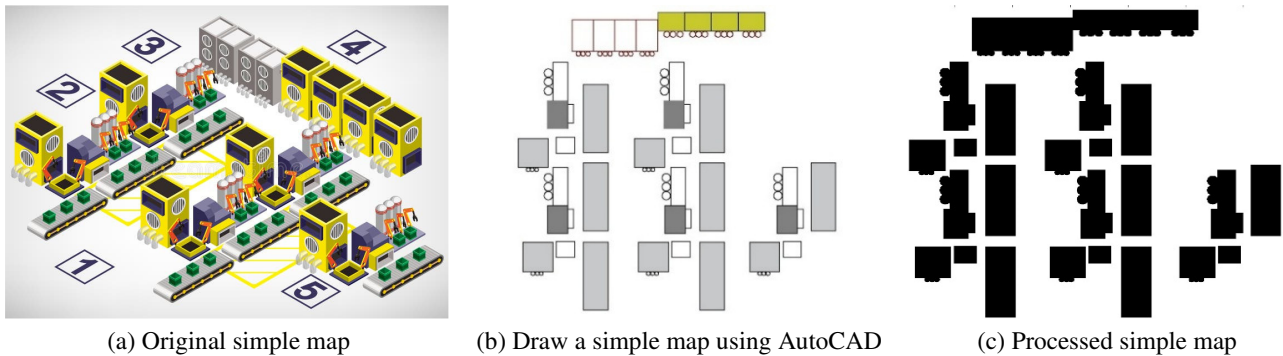 3
4
2
1
5
(a) Original simple map
(b) Draw a simple map using AutoCAD
(c) Processed simple map